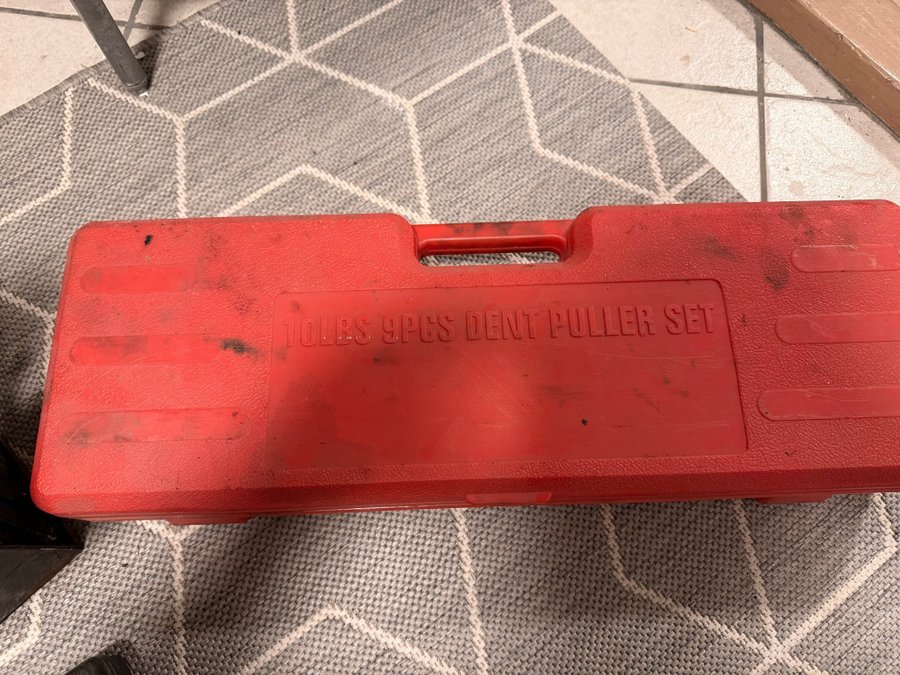 10LBS 9PCS DENT PULLER SET